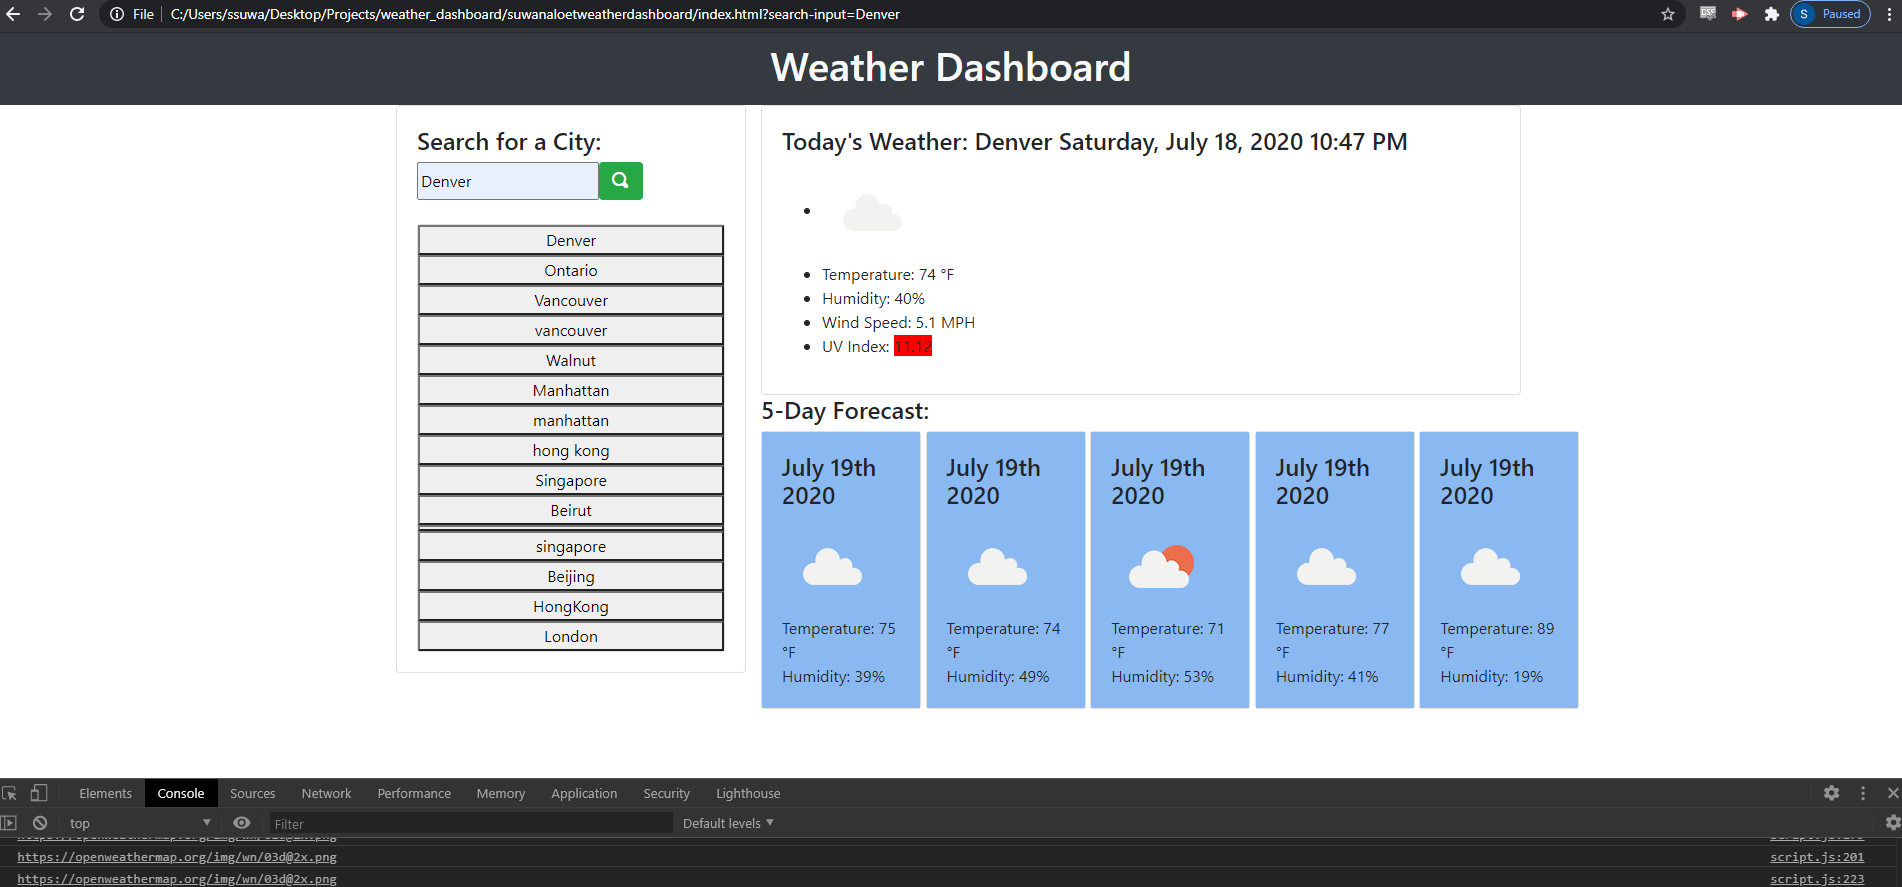 File
C:/Users/ssuwa/Desktop/Projects/weather_dashboard/suwanaloetweatherdashboard/index.html?search-input=Denver
CSF
S Paused
Weather Dashboard
Search for a City:
Denver
Denver
Ontario
Vancouver
vancouver
Walnut
Manhattan
manhattan
hong kong
Singapore
Beirut
singapore
Beijing
HongKong
London
Today's Weather: Denver Saturday, July 18, 2020 10:47 PM
Temperature: 74 °F
Humidity: 40%
Wind Speed: 5.1 MPH
UV Index: 11.12
5-Day Forecast:
July 19th
2020
Temperature: 75
°F
Humidity: 39%
July 19th
2020
Temperature: 74
°F
Humidity: 49%
July 19th
2020
Temperature: 71
°F
Humidity: 53%
July 19th
2020
Temperature: 77
°F
Humidity: 41%
July 19th
2020
Temperature: 89
°F
Humidity: 19%
Elements Console Sources Network Performance Memory Application Security Lighthouse
top Filter Default levels
https://openweathermap.org/img/wn/03d@2x.png script.js:201
https://openweathermap.org/img/wn/03d@2x.png script.js:223